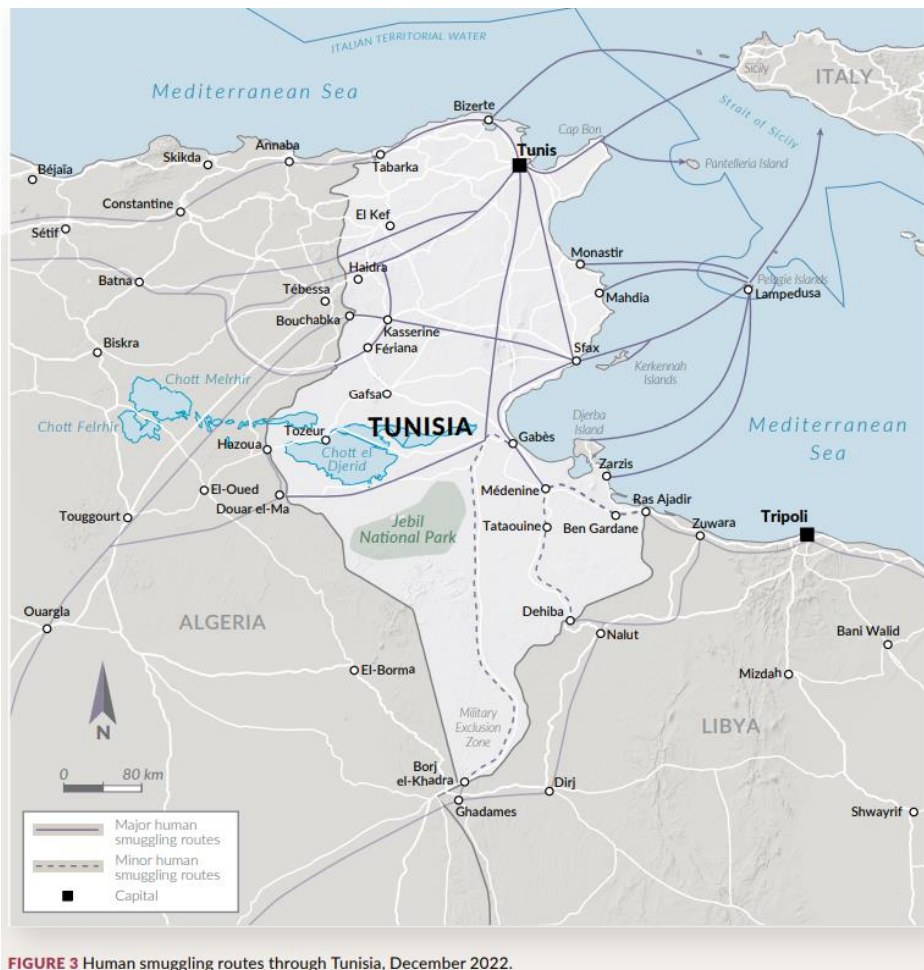 ITALIAN TERRITORIAL WATER
Mediterranean Sea
Sicily
ITALY
Strait of Sicily
Bizerte
Cap Bon
Tunis
Pantelleria Island
Annaba
Skikda
Béjaïa
Tabarka
Constantine
Sétif
El Kef
Monastir
Haidra
Batna
Tébessa
Mahdia
Pelagie Islands
Lampedusa
Bouchabka
Kasserine
Biskra
Fériana
Sfax
Kerkennah
Islands
Chott Melrhir
Gafsa
Chott Felrhir
TUNISIA
Djerba
Island
Mediterranean
Sea
Tozeur
Hazoua
Chott el
Djerid
Gabès
Zarzis
El-Oued
Douar el-Ma
Médenine
Ras Ajadir
Touggourt
Jebil
National Park
Tataouine
Ben Gardane
Zuwara
Tripoli
Ouargla
ALGERIA
Dehiba
Nalut
Bani Walid
El-Borma
Mizdah
N
Military
Exclusion
Zone
LIBYA
0 80 km
Borj
el-Khadra
Dirj
Ghadames
Shwayrif
Major human
smuggling routes
Minor human
smuggling routes
Capital
FIGURE 3 Human smuggling routes through Tunisia, December 2022.